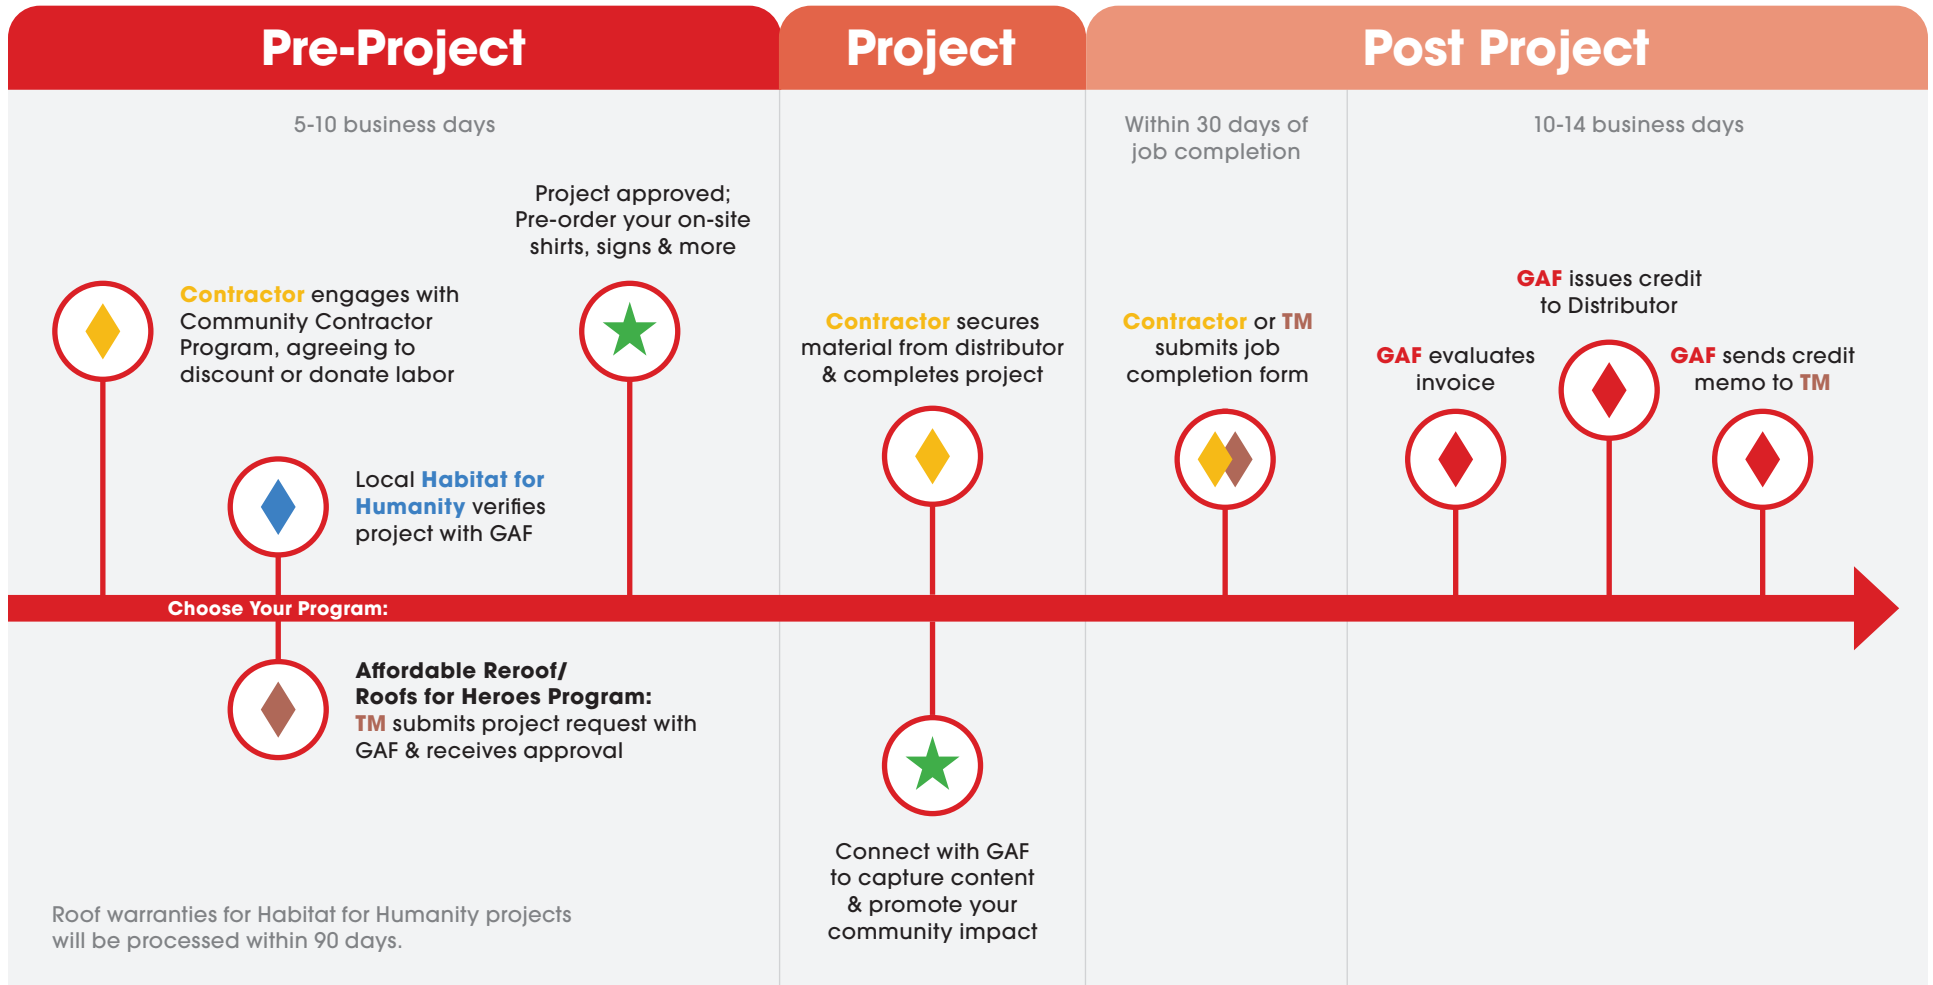 Pre-Project
Project
Post Project
5-10 business days
Within 30 days of
job completion
10-14 business days
Project approved;
Pre-order your on-site
shirts, signs & more
Contractor engages with
Community Contractor
Program, agreeing to
discount or donate labor
Local Habitat for
Humanity verifies
project with GAF
Choose Your Program:
Affordable Reroof/
Roofs for Heroes Program:
TM submits project request with
GAF & receives approval
Roof warranties for Habitat for Humanity projects
will be processed within 90 days.
Contractor secures
material from distributor
& completes project
Connect with GAF
to capture content
& promote your
community impact
Contractor or TM
submits job
completion form
GAF evaluates
invoice
GAF issues credit
to Distributor
GAF sends credit
memo to TM